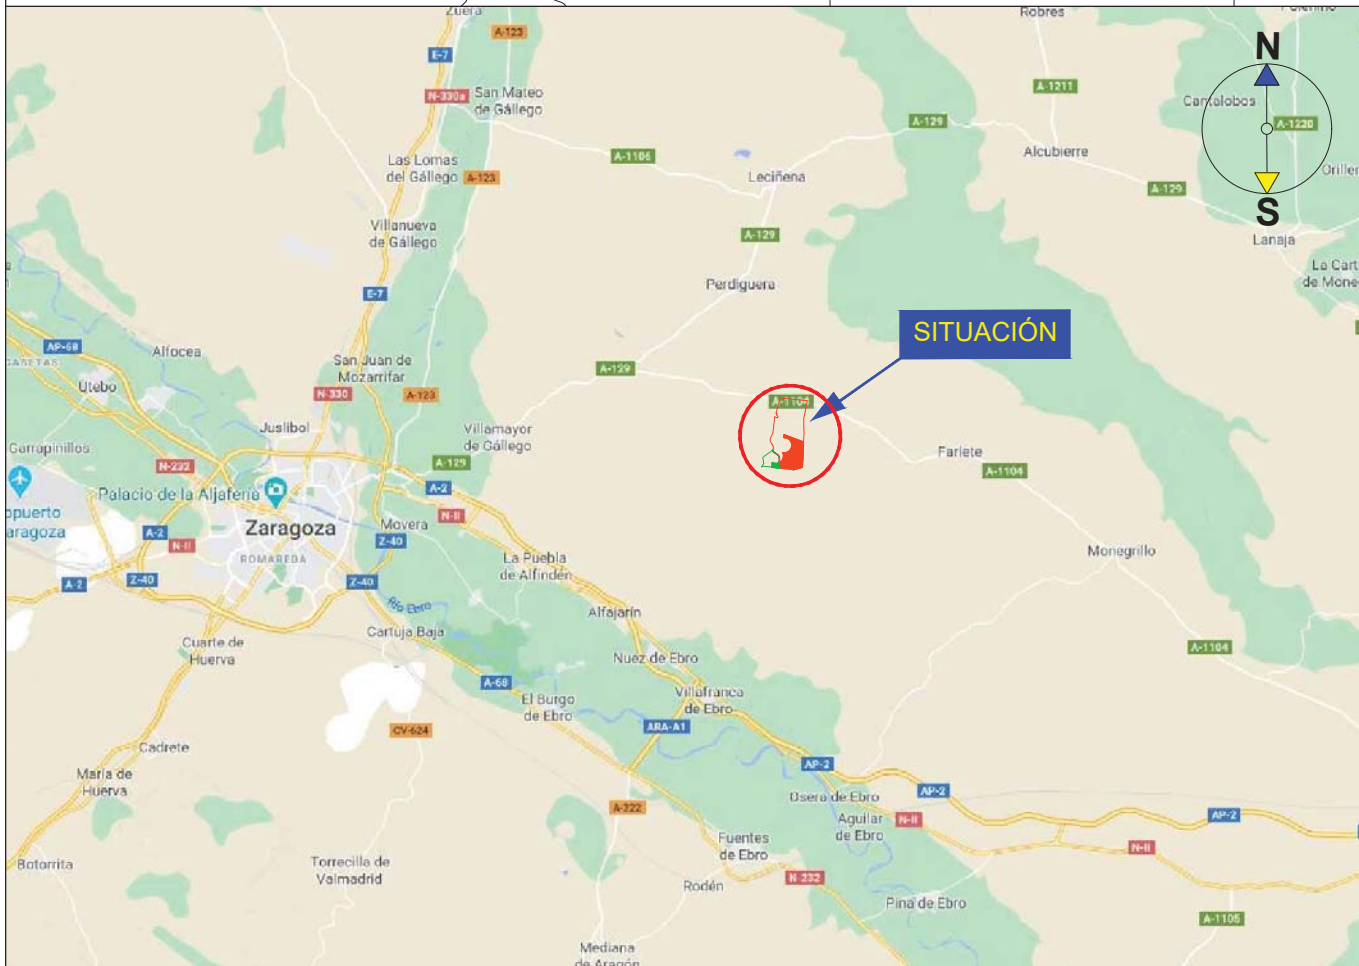 Zuera
Robres
A-123
N
E-7
San Mateo
de Gállego
N-330a
A-1211
Cantalobos
A-129
A-1220
A-1106
Alcubierre
Las Lomas
del Gállego
A-123
Leciñena
A-129
S
Villanueva
de Gállego
A-129
Lanaja
Perdiguera
E-7
SITUACIÓN
AP-68
CASETAS
Alfocea
San Juan de
Mozarrifar
Utebo
A-129
N-330
A-123
A-1104
Juslibol
Villamayor
de Gállego
Garrapinillos
N-232
A-129
Farlete
A-1104
Palacio de la Aljafería
A-2
N-II
Zaragoza
Movera
A-2
N-II
Z-40
ROMAREDA
Monegrillo
La Puebla
de Alfindén
A-2
Z-40
Z-40
Río Ebro
Alfajarín
Cartuja Baja
Cuarte de
Huerva
A-1104
Nuez de Ebro
A-68
Villafranca
de Ebro
El Burgo
de Ebro
ARA-A1
CV-624
Cadrete
AP-2
María de
Huerva
AP-2
Osera de Ebro
A-222
Aguilar
de Ebro
N-II
AP-2
Fuentes
de Ebro
N-II
Botorrita
Torrecilla de
Valmadrid
N-232
Rodén
Pina de Ebro
A-1105
Mediana
de Aragón